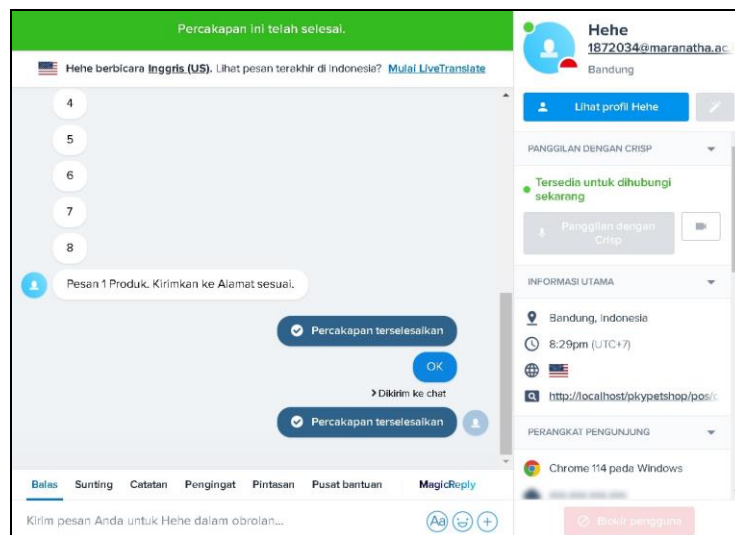 Percakapan ini telah selesai.
Hehe berbicara Inggris (US). Lihat pesan terakhir di Indonesia? Mulai LiveTranslate
4
5
6
7
8
Pesan 1 Produk. Kirimkan ke Alamat sesuai.
Percakapan terselesaikan
OK
Dikirim ke chat
Percakapan terselesaikan
Balas Sunting Catatan Pengingat Pintasan Pusat bantuan MagicReply
Kirim pesan Anda untuk Hehe dalam obrolan...
Aa
Hehe
1872034@maranatha.ac.
Bandung
Lihat profil Hehe
PANGGILAN DENGAN CRISP
Tersedia untuk dihubungi
sekarang
Panggilan dengan
Crisp
INFORMASI UTAMA
Bandung, Indonesia
8:29pm (UTC+7)
http://localhost/pkypetshop/pos/
PERANGKAT PENGUNJUNG
Chrome 114 pada Windows
Blokir pengguna